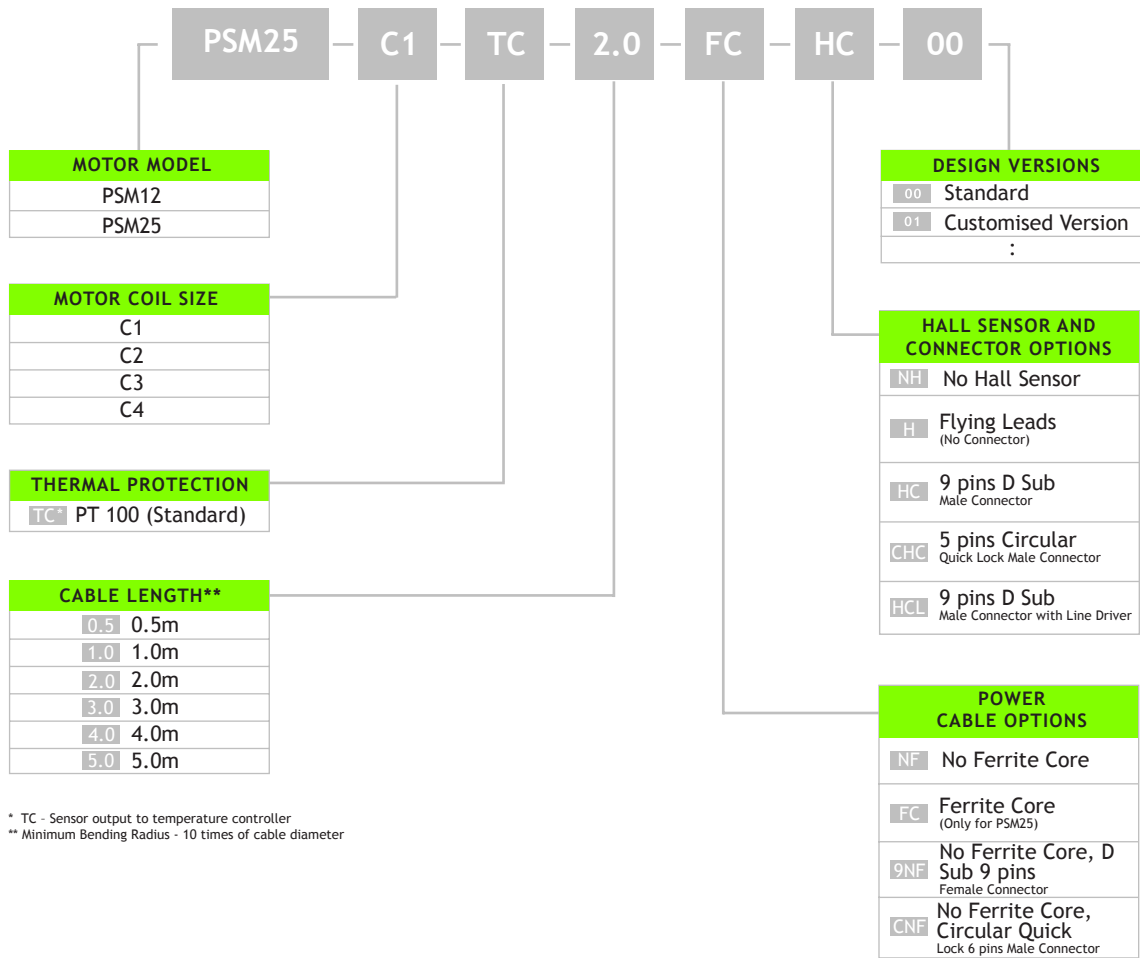 PSM25 C1 TC 2.0 FC HC 00
MOTOR MODEL
PSM12
PSM25
MOTOR COIL SIZE
C1
C2
C3
C4
THERMAL PROTECTION
TC* PT 100 (Standard)
CABLE LENGTH**
0.5 0.5m
1.0 1.0m
2.0 2.0m
3.0 3.0m
4.0 4.0m
5.0 5.0m
* TC - Sensor output to temperature controller
** Minimum Bending Radius - 10 times of cable diameter
DESIGN VERSIONS
00 Standard
01 Customised Version
:
HALL SENSOR AND
CONNECTOR OPTIONS
NH No Hall Sensor
H Flying Leads
(No Connector)
HC 9 pins D Sub
Male Connector
CHC 5 pins Circular
Quick Lock Male Connector
HCL 9 pins D Sub
Male Connector with Line Driver
POWER
CABLE OPTIONS
NF No Ferrite Core
FC Ferrite Core
(Only for PSM25)
9NF No Ferrite Core, D
Sub 9 pins
Female Connector
CNF No Ferrite Core,
Circular Quick
Lock 6 pins Male Connector